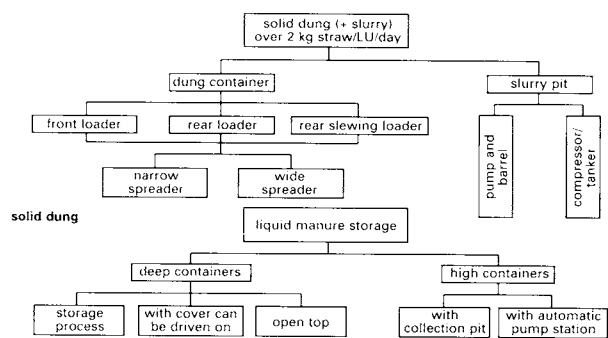 solid dung (+ slurry)
over 2 kg straw/LU/day
dung container
slurry pit
front loader
rear loader
rear slewing loader
pump and
barrel
compressor/
tanker
narrow
spreader
wide
spreader
solid dung
liquid manure storage
deep containers
high containers
storage
process
with cover can
be driven on
open top
with
collection pit
with automatic
pump station